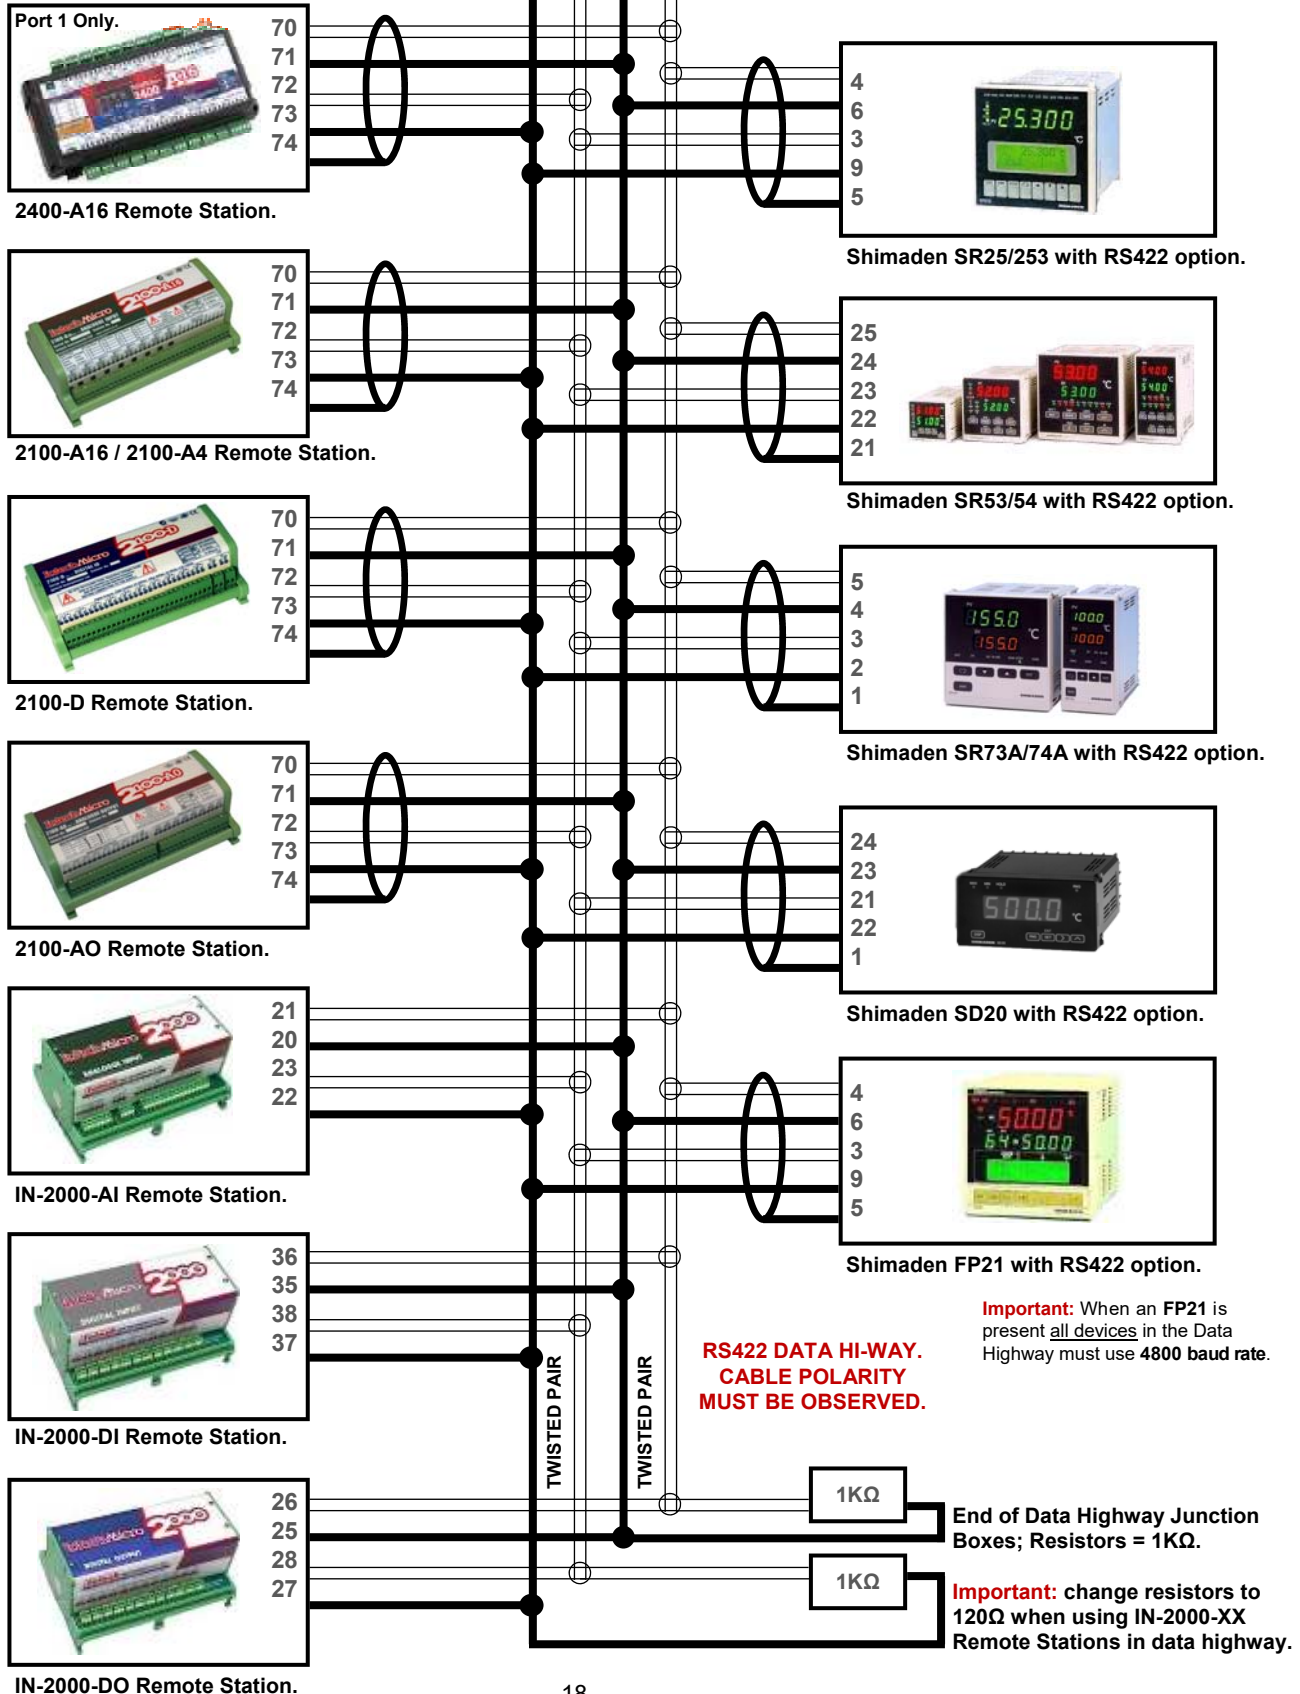 Port 1 Only.
70
71
72
73
74
2400-A16 Remote Station.
4
6
3
9
5
Shimaden SR25/253 with RS422 option.
70
71
72
73
74
2100-A16 / 2100-A4 Remote Station.
25
24
23
22
21
Shimaden SR53/54 with RS422 option.
70
71
72
73
74
2100-D Remote Station.
5
4
3
2
1
Shimaden SR73A/74A with RS422 option.
70
71
72
73
74
2100-AO Remote Station.
24
23
21
22
1
Shimaden SD20 with RS422 option.
21
20
23
22
IN-2000-AI Remote Station.
4
6
3
9
5
Shimaden FP21 with RS422 option.
Important: When an FP21 is
present all devices in the Data
Highway must use 4800 baud rate.
36
35
38
37
IN-2000-DI Remote Station.
RS422 DATA HI-WAY.
CABLE POLARITY
MUST BE OBSERVED.
TWISTED PAIR
TWISTED PAIR
26
25
28
27
IN-2000-DO Remote Station.
1KΩ
1KΩ
End of Data Highway Junction
Boxes; Resistors = 1KΩ.
Important: change resistors to
120Ω when using IN-2000-XX
Remote Stations in data highway.
18